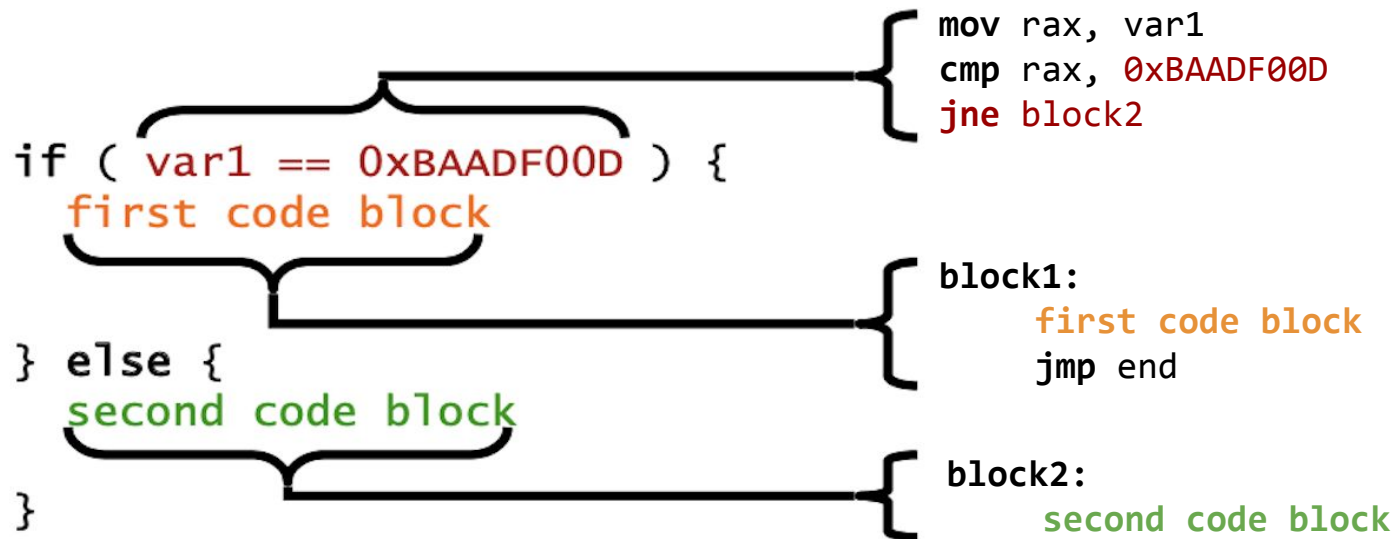 if ( var1 == 0xBAADF00D ) {
first code block
} else {
second code block
}
mov rax, var1
cmp rax, 0xBAADF00D
jne block2
block1:
first code block
jmp end
block2:
second code block